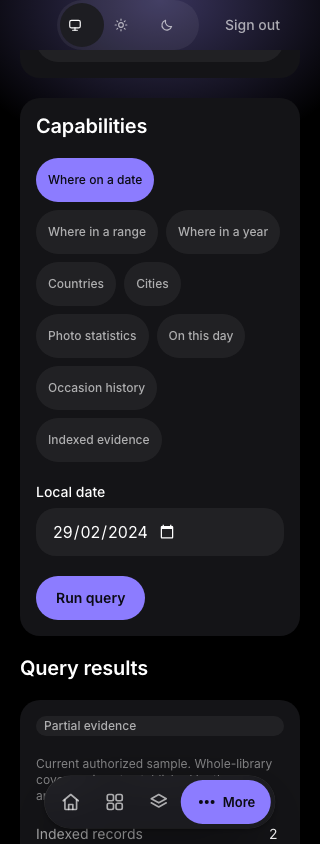 Sign out
Capabilities
Where on a date
Where in a range
Where in a year
Countries
Cities
Photo statistics
On this day
Occasion history
Indexed evidence
Local date
29/02/2024
Run query
Query results
Partial evidence
Current authorized sample. Whole-library
More
Indexed records
2